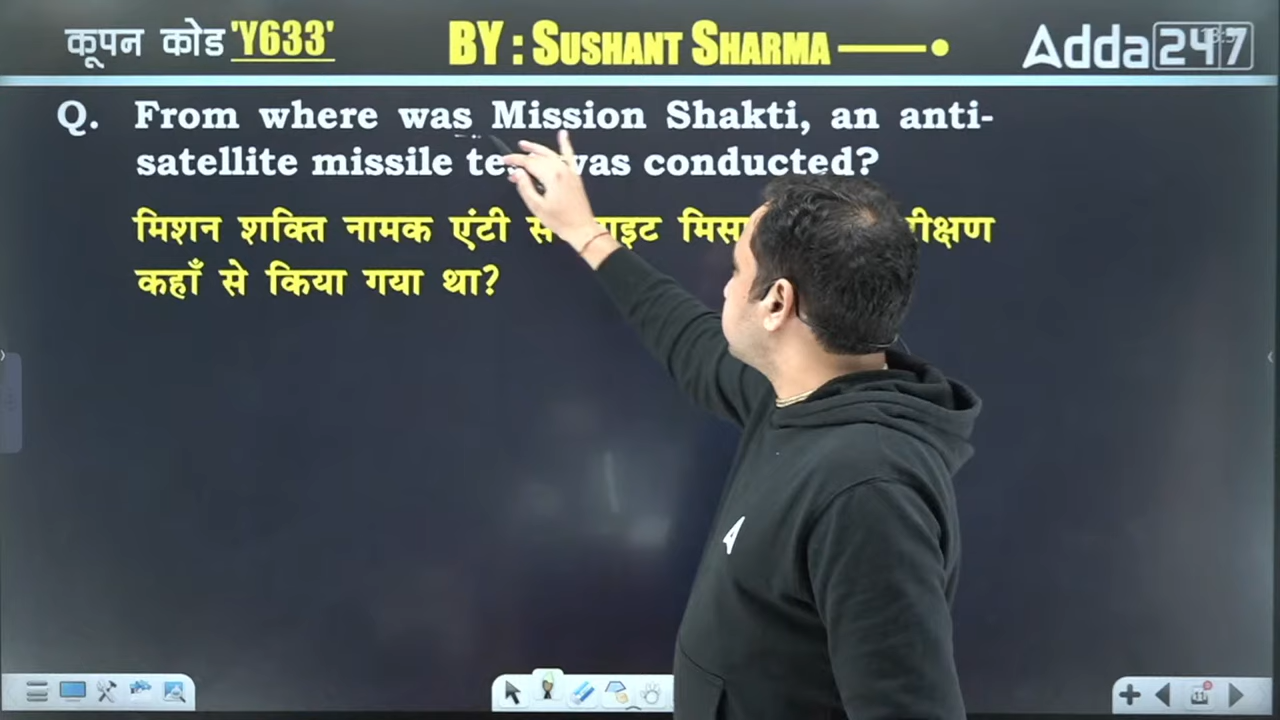 कूपन कोड 'Y633'
BY : SUSHANT SHARMA
Adda247
Q. From where was Mission Shakti, an anti-
satellite missile was conducted?
मिशन शक्ति नामक एंटी
कहाँ से किया गया था?